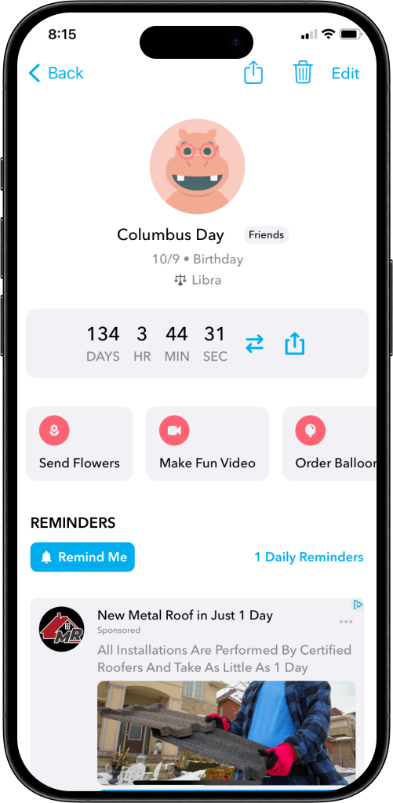 8:15
Back
Edit
Columbus Day
Friends
10/9 • Birthday
Libra
134 3 44 31
DAYS HR MIN SEC
Send Flowers
Make Fun Video
Order Balloon
REMINDERS
Remind Me
1 Daily Reminders
New Metal Roof in Just 1 Day
Sponsored
MR
All Installations Are Performed By Certified
Roofers And Take As Little As 1 Day